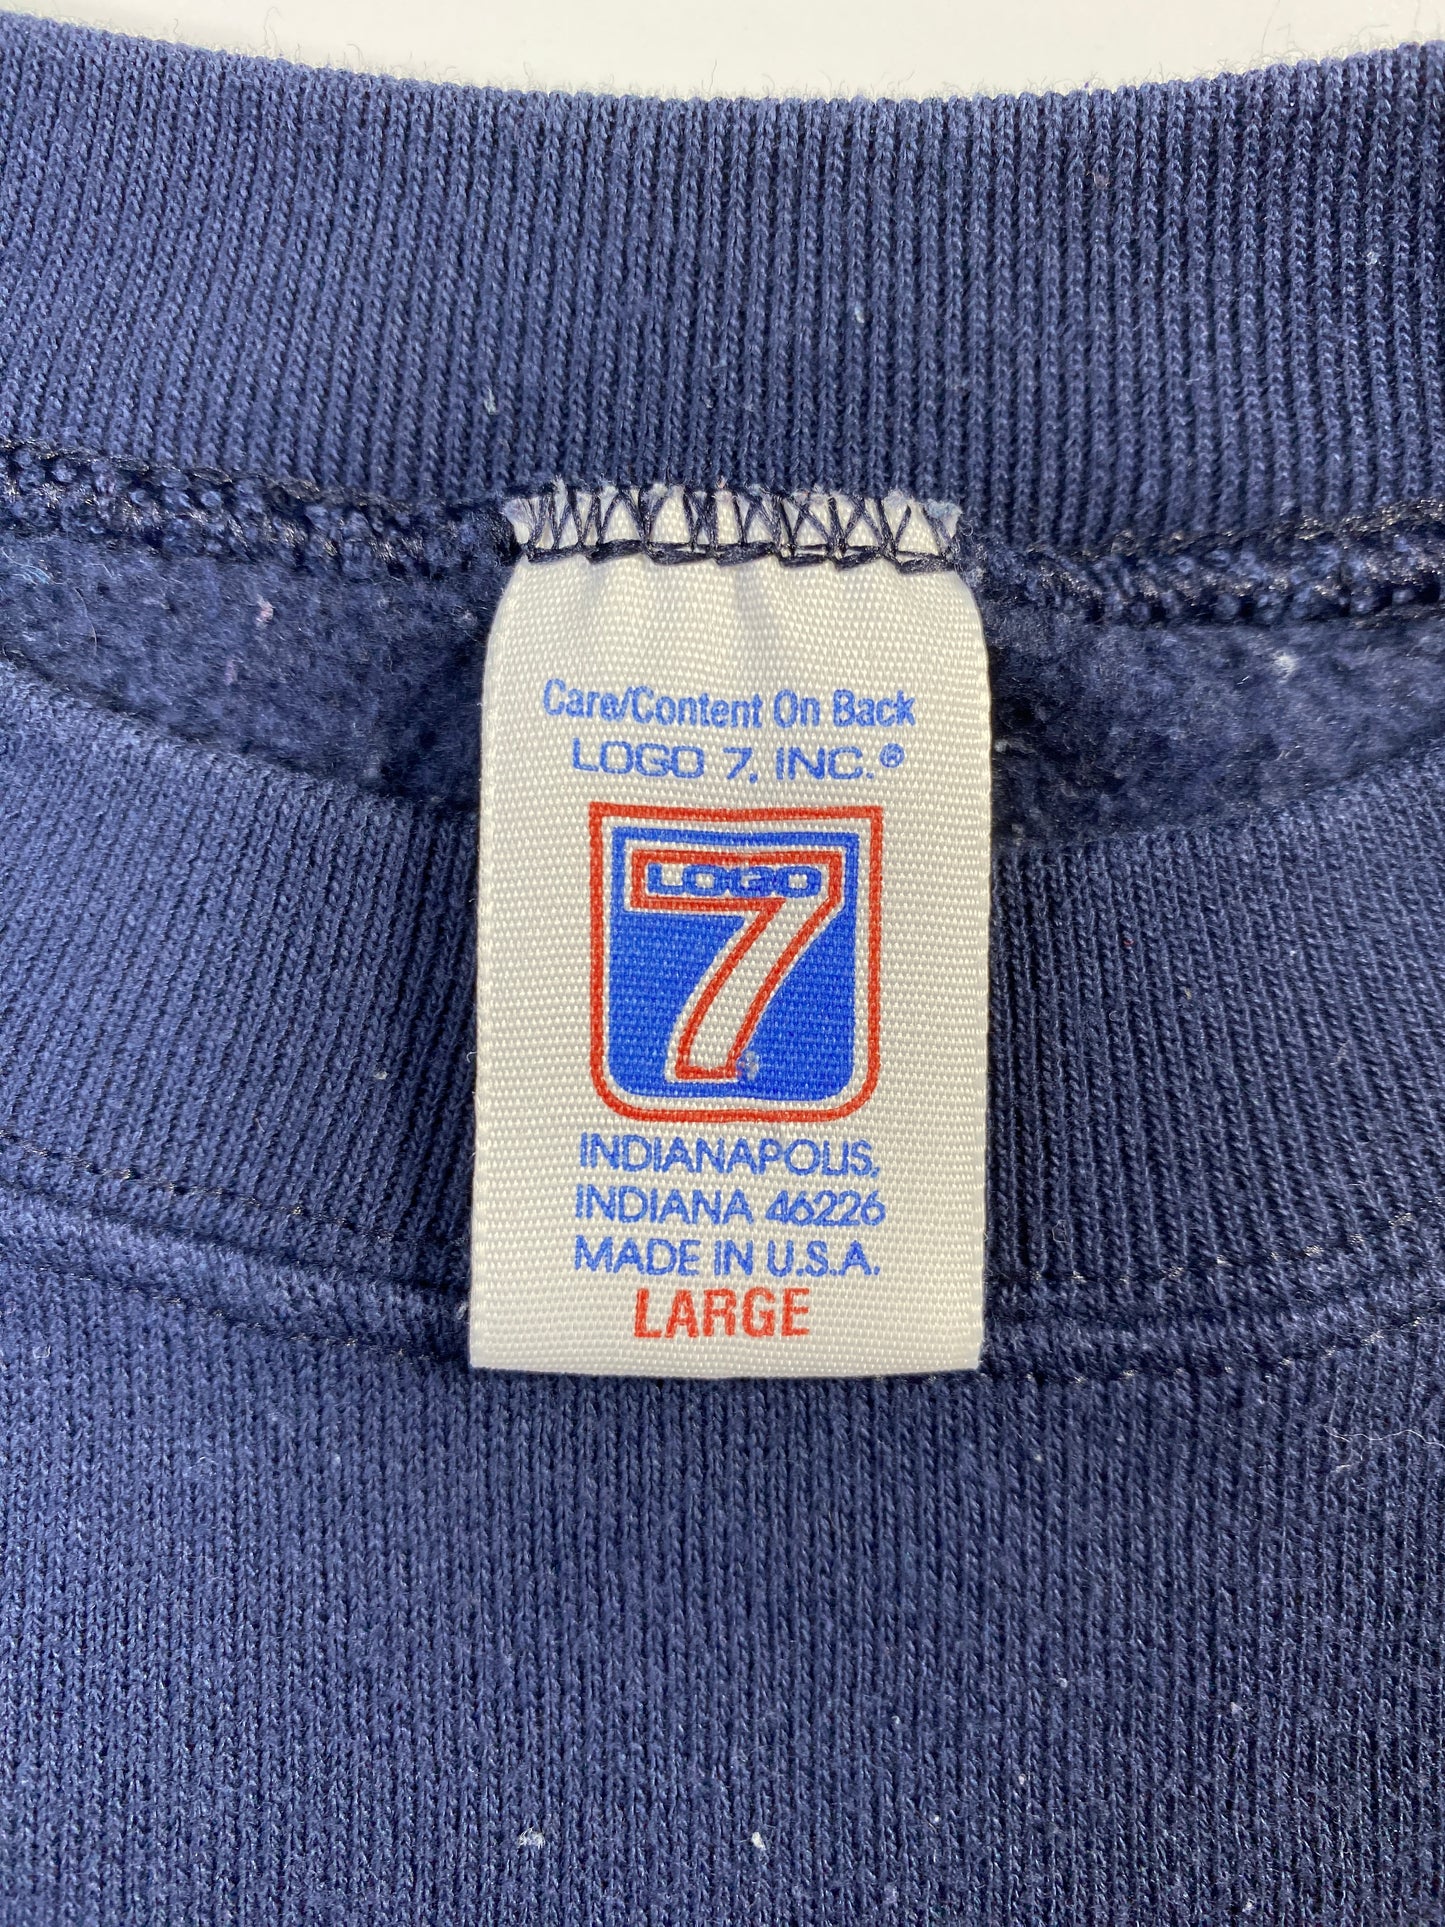 Care/Content On Back
LOGO 7, INC.®
LOGO
7
INDIANAPOLIS,
INDIANA 46226
MADE IN U.S.A.
LARGE